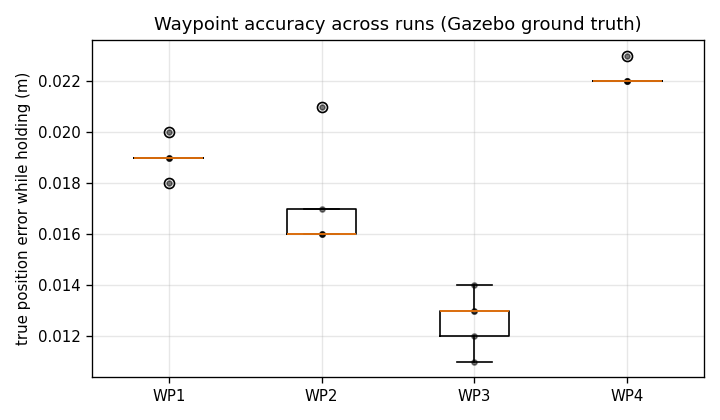 Waypoint accuracy across runs (Gazebo ground truth)
true position error while holding (m)
0.022
0.020
0.018
0.016
0.014
0.012
WP1 WP2 WP3 WP4